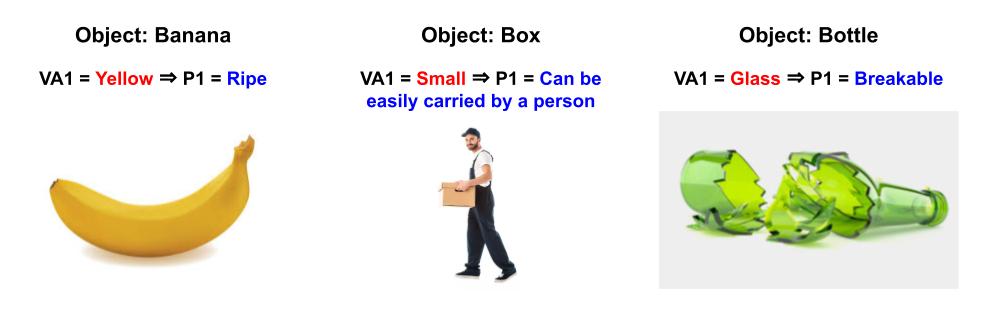 Object: Banana
VA1 = Yellow ⇒ P1 = Ripe
Object: Box
VA1 = Small ⇒ P1 = Can be
easily carried by a person
Object: Bottle
VA1 = Glass ⇒ P1 = Breakable